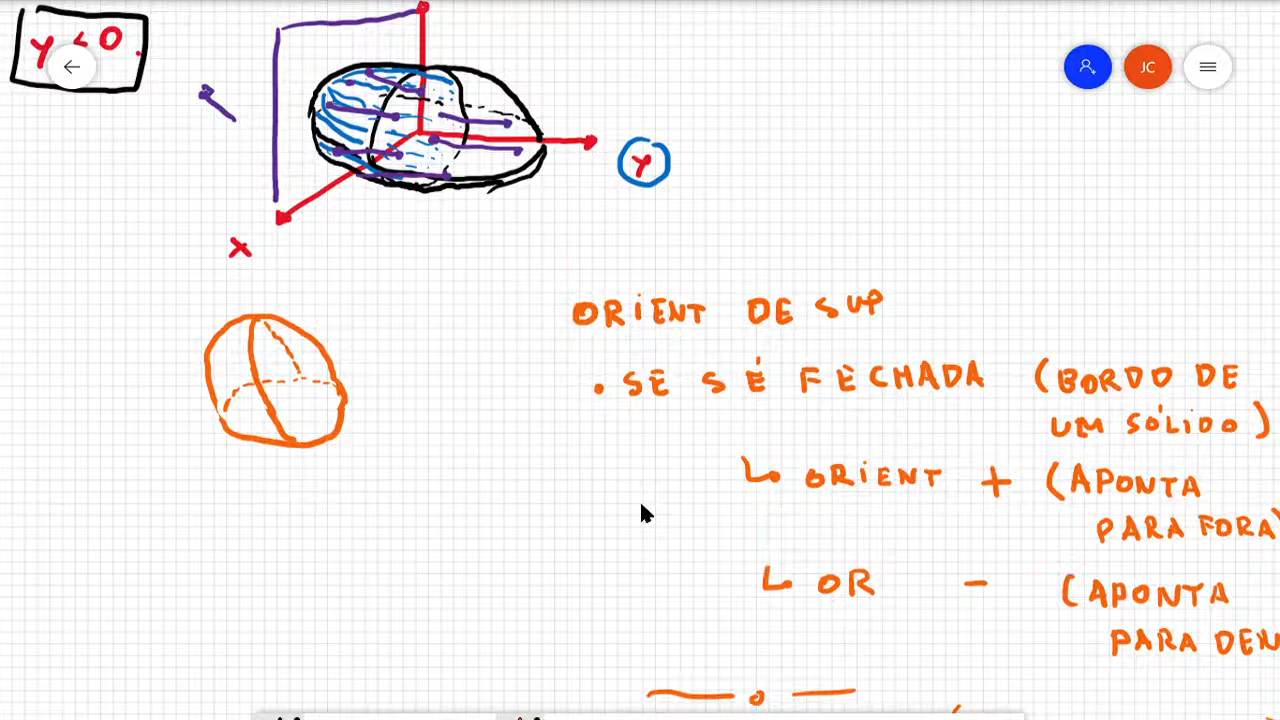 y < 0
JC
y
x
ORIENT DE SUP
. SE S É FECHADA (BORDO DE
UM SÓLIDO)
ORIENT + (APONTA
PARA FORA)
OR - (APONTA
PARA DEN